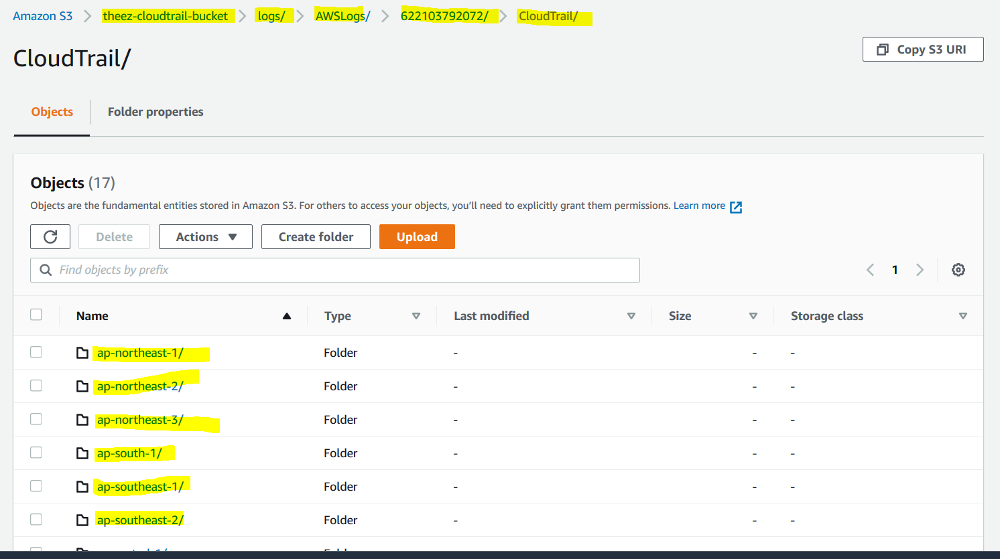 Amazon S3 > theez-cloudtrail-bucket > logs/ > AWSLogs/ > 622103792072/ > CloudTrail/
CloudTrail/
Copy S3 URI
Objects Folder properties
Objects (17)
Objects are the fundamental entities stored in Amazon S3. For others to access your objects, you'll need to explicitly grant them permissions. Learn more
Delete Actions Create folder Upload
Find objects by prefix
1
Name Type Last modified Size Storage class
ap-northeast-1/ Folder - - -
ap-northeast-2/ Folder - - -
ap-northeast-3/ Folder - - -
ap-south-1/ Folder - - -
ap-southeast-1/ Folder - - -
ap-southeast-2/ Folder - - -